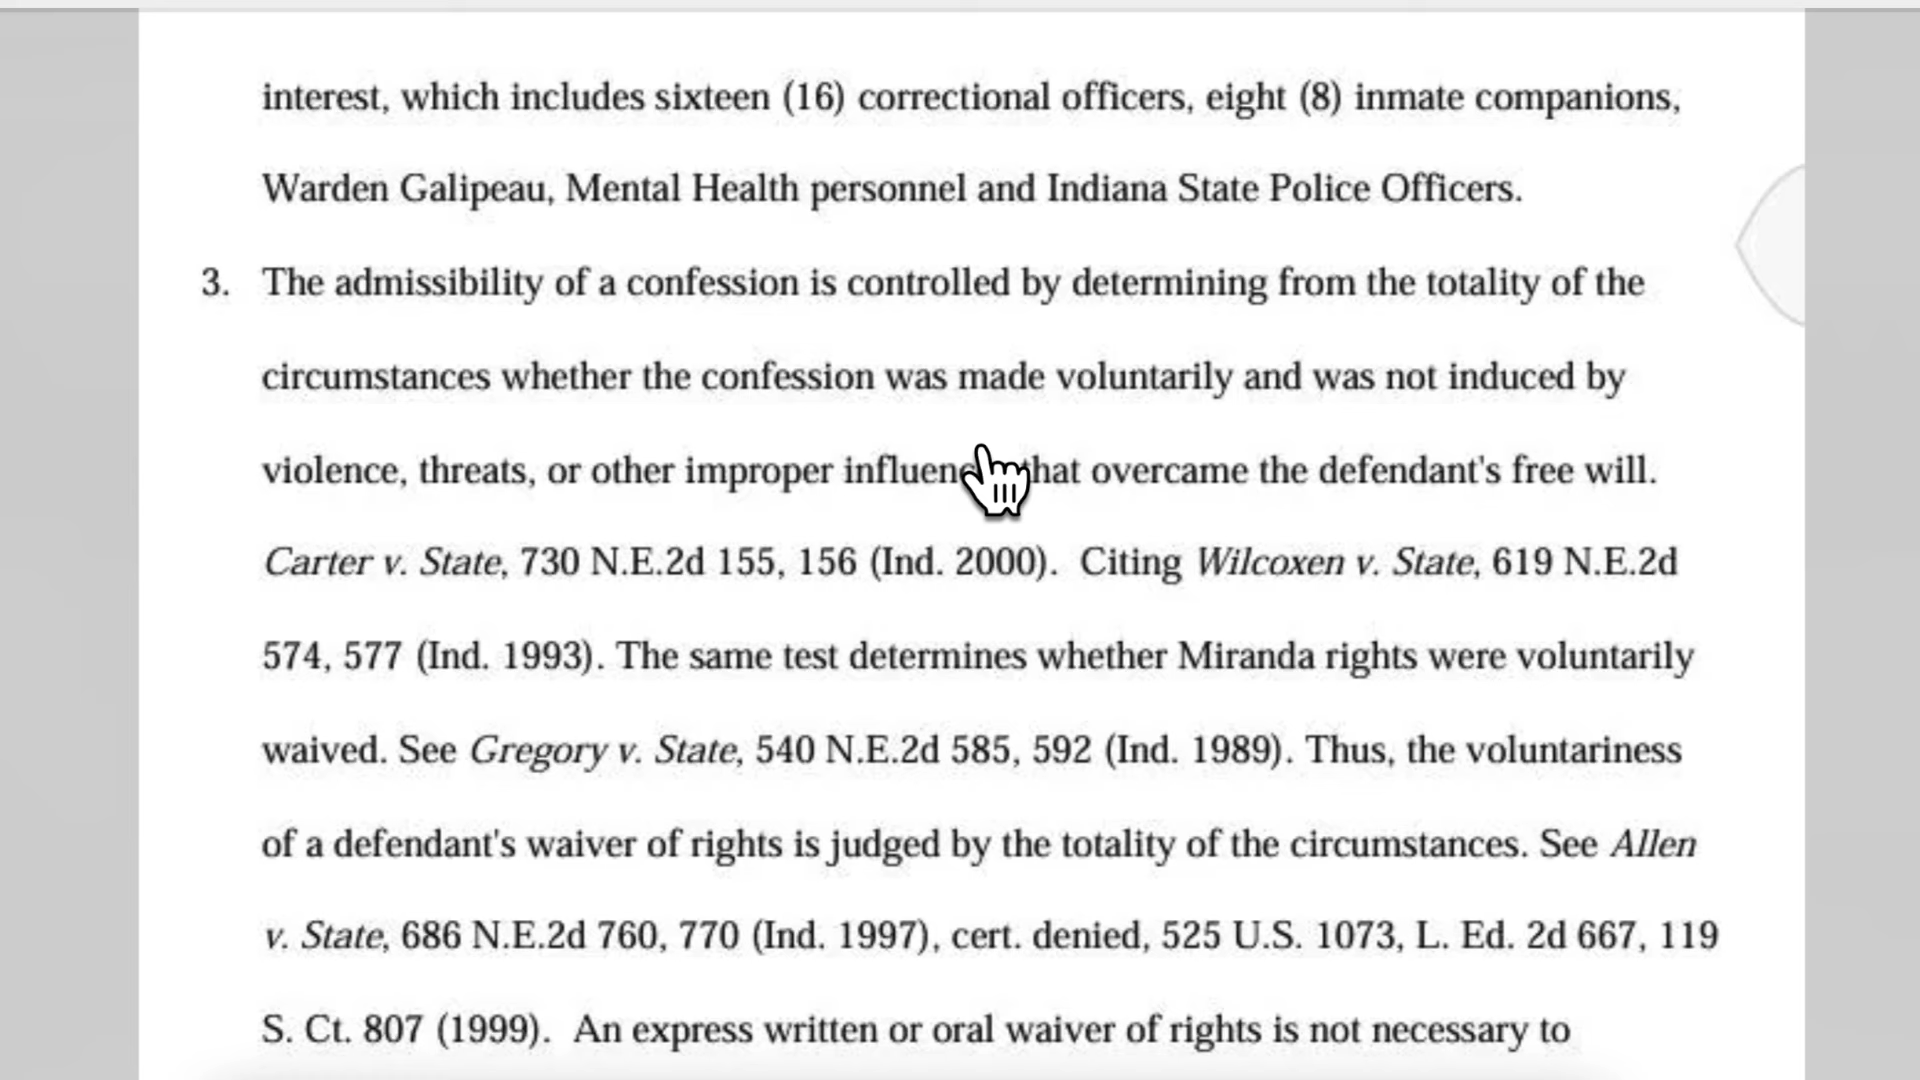 interest, which includes sixteen (16) correctional officers, eight (8) inmate companions,
Warden Galipeau, Mental Health personnel and Indiana State Police Officers.
3. The admissibility of a confession is controlled by determining from the totality of the
circumstances whether the confession was made voluntarily and was not induced by
violence, threats, or other improper influence that overcame the defendant's free will.
Carter v. State, 730 N.E.2d 155, 156 (Ind. 2000). Citing Wilcoxen v. State, 619 N.E.2d
574, 577 (Ind. 1993). The same test determines whether Miranda rights were voluntarily
waived. See Gregory v. State, 540 N.E.2d 585, 592 (Ind. 1989). Thus, the voluntariness
of a defendant's waiver of rights is judged by the totality of the circumstances. See Allen
v. State, 686 N.E.2d 760, 770 (Ind. 1997), cert. denied, 525 U.S. 1073, L. Ed. 2d 667, 119
S. Ct. 807 (1999). An express written or oral waiver of rights is not necessary to